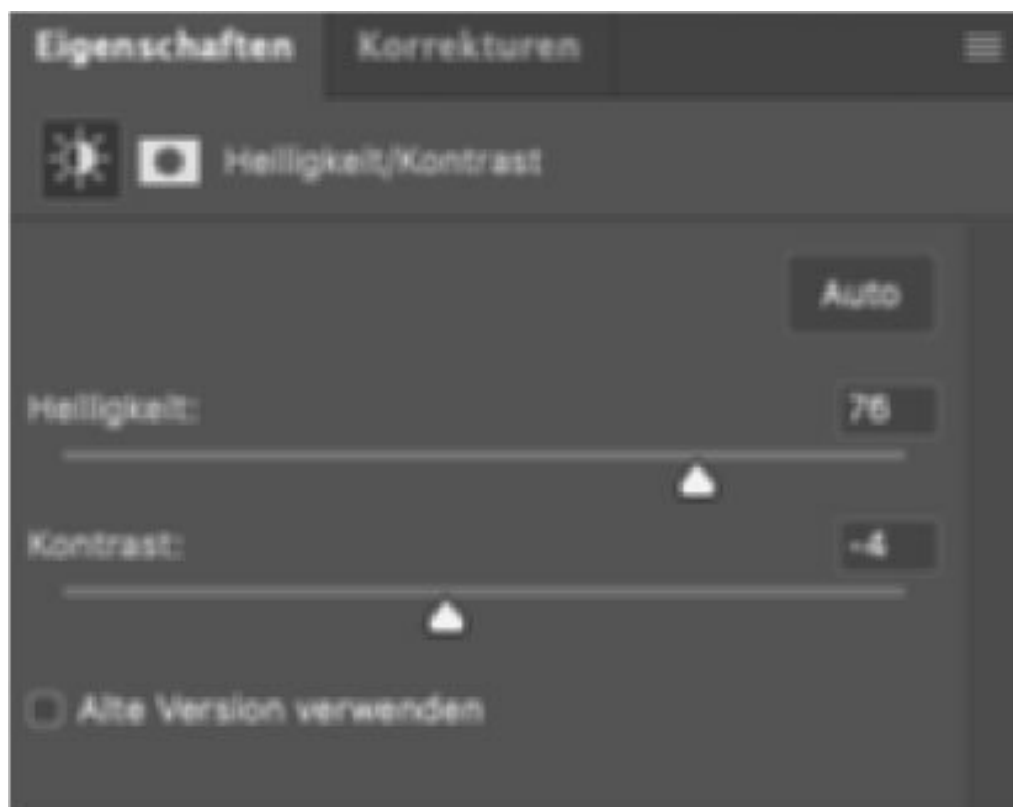 Eigenschaften Korrekturen
Helligkeit/Kontrast
Auto
Helligkeit: 76
Kontrast: -4
Alte Version verwenden